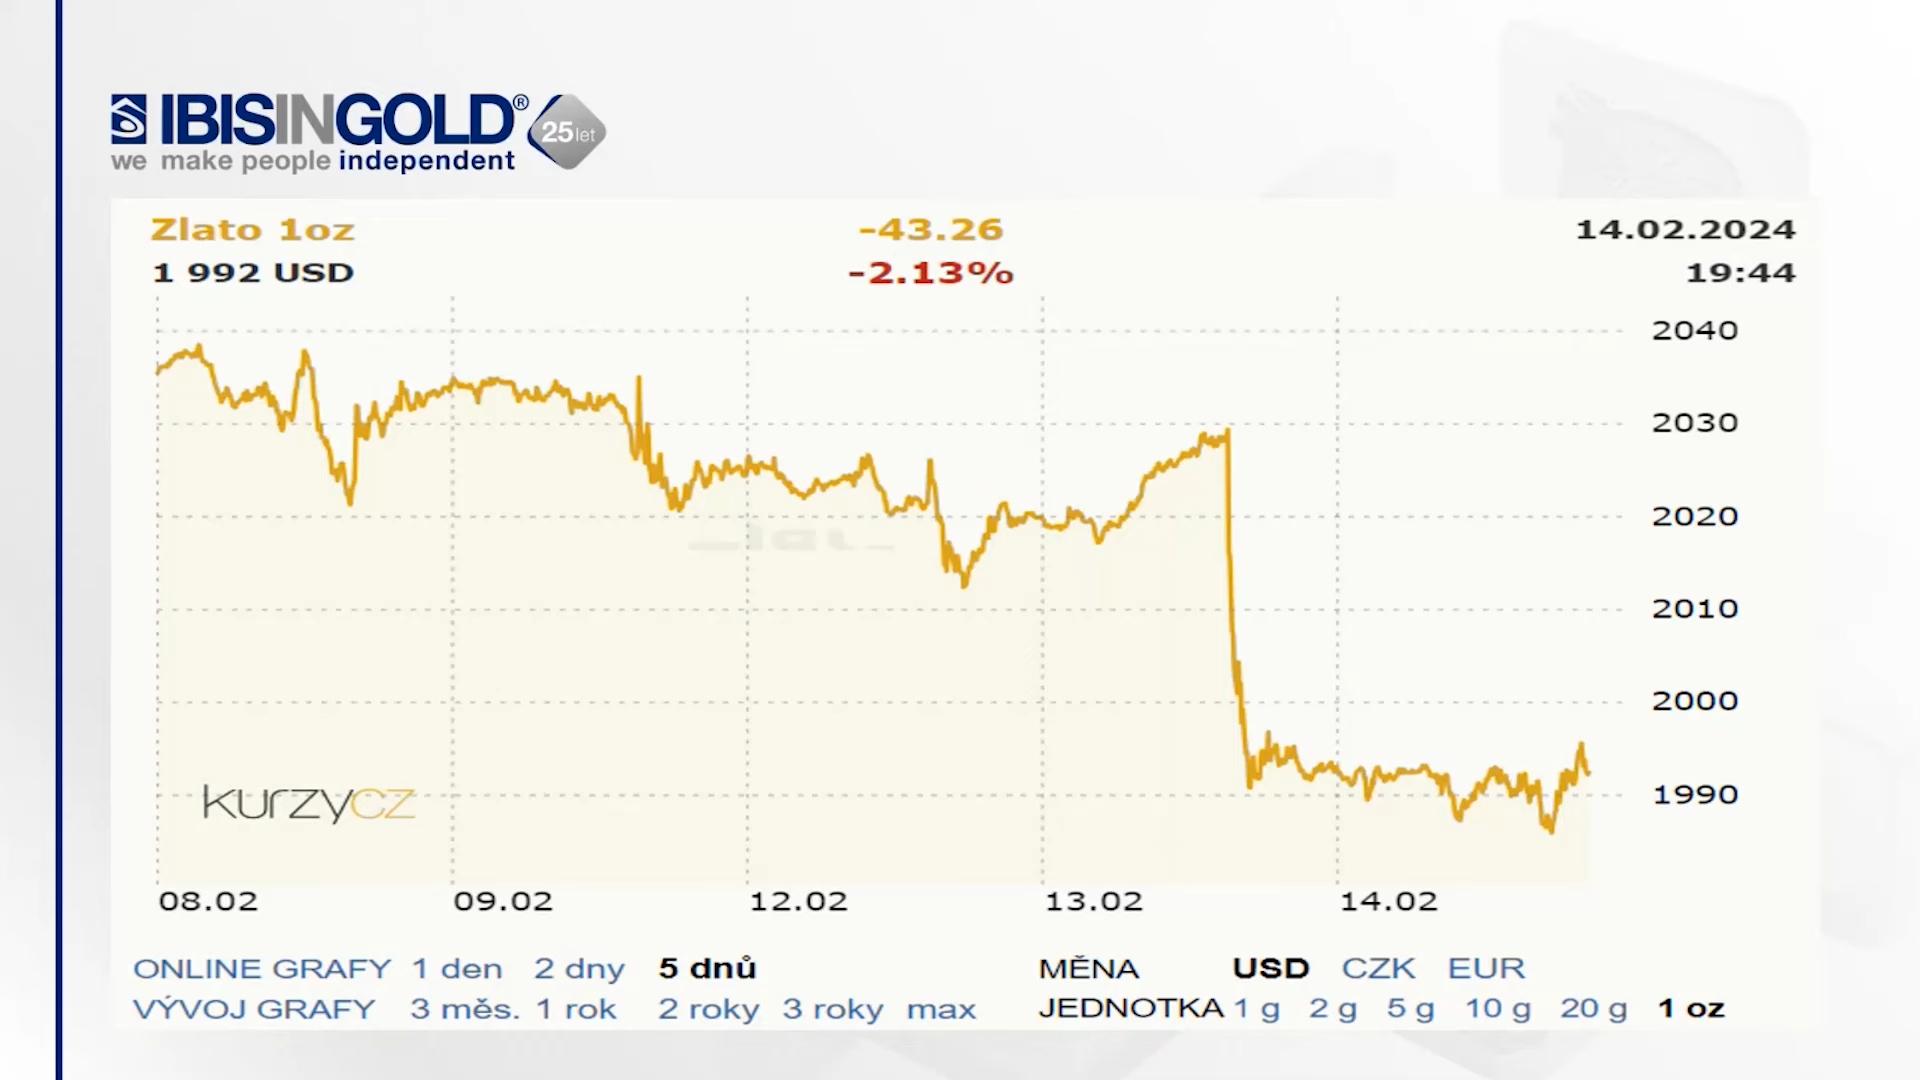 IBISINGOLD® 25let
we make people independent
Zlato 1oz -43.26 14.02.2024
1 992 USD -2.13% 19:44
2040
2030
2020
2010
2000
1990
kurzycz
08.02 09.02 12.02 13.02 14.02
ONLINE GRAFY 1 den 2 dny 5 dnů MĚNA USD CZK EUR
VÝVOJ GRAFY 3 měs. 1 rok 2 roky 3 roky max JEDNOTKA 1 g 2 g 5 g 10 g 20 g 1 oz